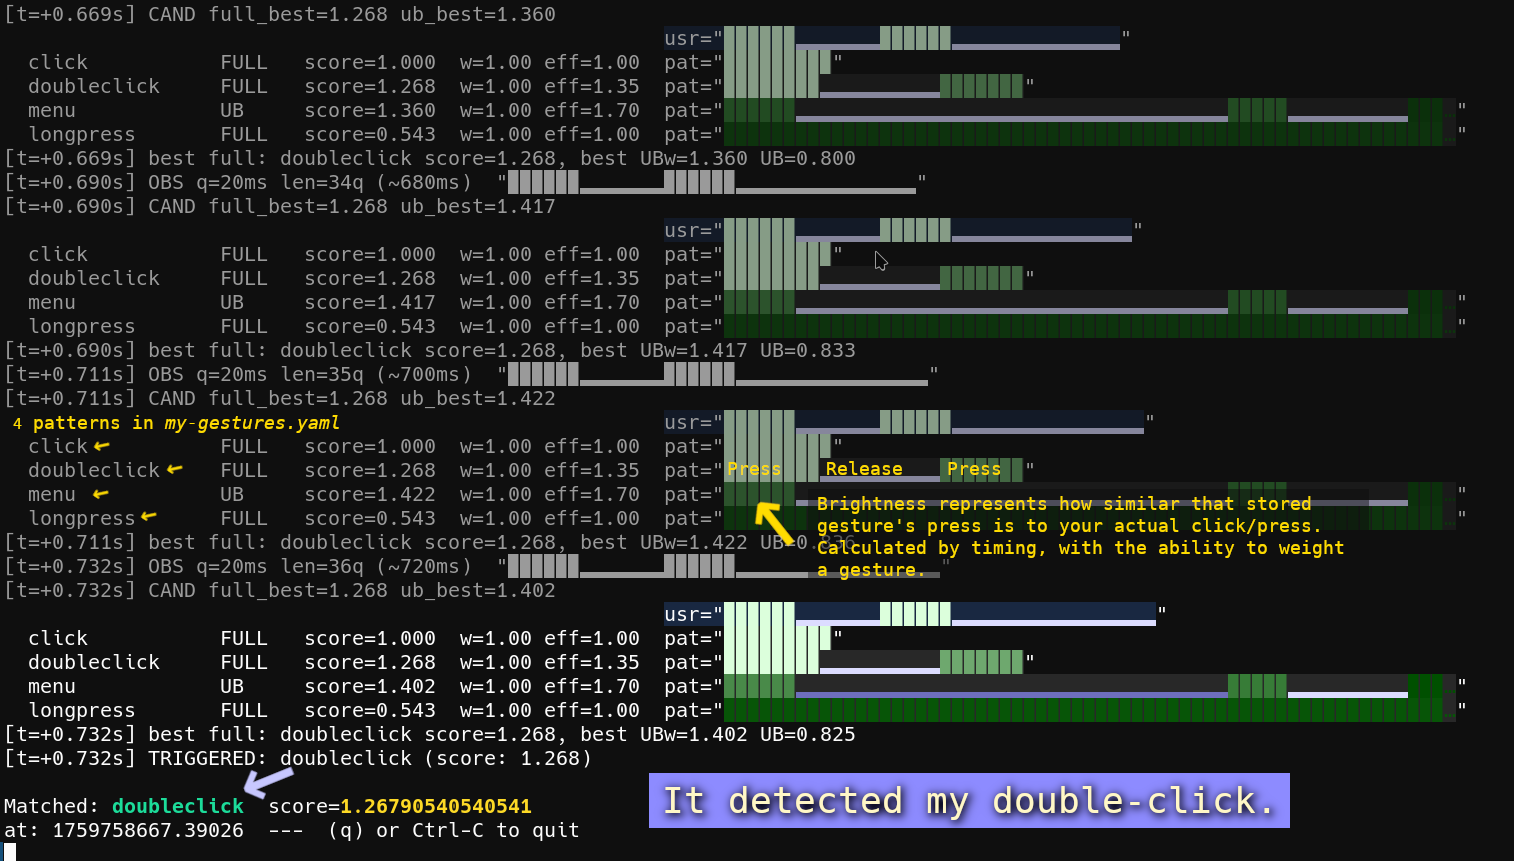 [t=+0.669s] CAND full_best=1.268 ub_best=1.360
usr=" "
click FULL score=1.000 w=1.00 eff=1.00 pat=" "
doubleclick FULL score=1.268 w=1.00 eff=1.35 pat=" "
menu UB score=1.360 w=1.00 eff=1.70 pat=" "
longpress FULL score=0.543 w=1.00 eff=1.00 pat=" … "
[t=+0.669s] best full: doubleclick score=1.268, best UBw=1.360 UB=0.800
[t=+0.690s] OBS q=20ms len=34q (~680ms) " "
[t=+0.690s] CAND full_best=1.268 ub_best=1.417
usr=" "
click FULL score=1.000 w=1.00 eff=1.00 pat=" "
doubleclick FULL score=1.268 w=1.00 eff=1.35 pat=" "
menu UB score=1.417 w=1.00 eff=1.70 pat=" "
longpress FULL score=0.543 w=1.00 eff=1.00 pat=" … "
[t=+0.690s] best full: doubleclick score=1.268, best UBw=1.417 UB=0.833
[t=+0.711s] OBS q=20ms len=35q (~700ms) " "
[t=+0.711s] CAND full_best=1.268 ub_best=1.422
4 patterns in my-gestures.yaml usr=" "
click FULL score=1.000 w=1.00 eff=1.00 pat=" "
doubleclick FULL score=1.268 w=1.00 eff=1.35 pat=" Press Release Press "
menu UB score=1.422 w=1.00 eff=1.70 pat=" "
longpress FULL score=0.543 w=1.00 eff=1.00 pat=" "
Brightness represents how similar that stored
gesture's press is to your actual click/press.
Calculated by timing, with the ability to weight
a gesture.
[t=+0.711s] best full: doubleclick score=1.268, best UBw=1.422 UB=0.836
[t=+0.732s] OBS q=20ms len=36q (~720ms) " "
[t=+0.732s] CAND full_best=1.268 ub_best=1.402
usr=" "
click FULL score=1.000 w=1.00 eff=1.00 pat=" "
doubleclick FULL score=1.268 w=1.00 eff=1.35 pat=" "
menu UB score=1.402 w=1.00 eff=1.70 pat=" "
longpress FULL score=0.543 w=1.00 eff=1.00 pat=" … "
[t=+0.732s] best full: doubleclick score=1.268, best UBw=1.402 UB=0.825
[t=+0.732s] TRIGGERED: doubleclick (score: 1.268)
Matched: doubleclick score=1.26790540540541
at: 1759758667.39026 --- (q) or Ctrl-C to quit
It detected my double-click.